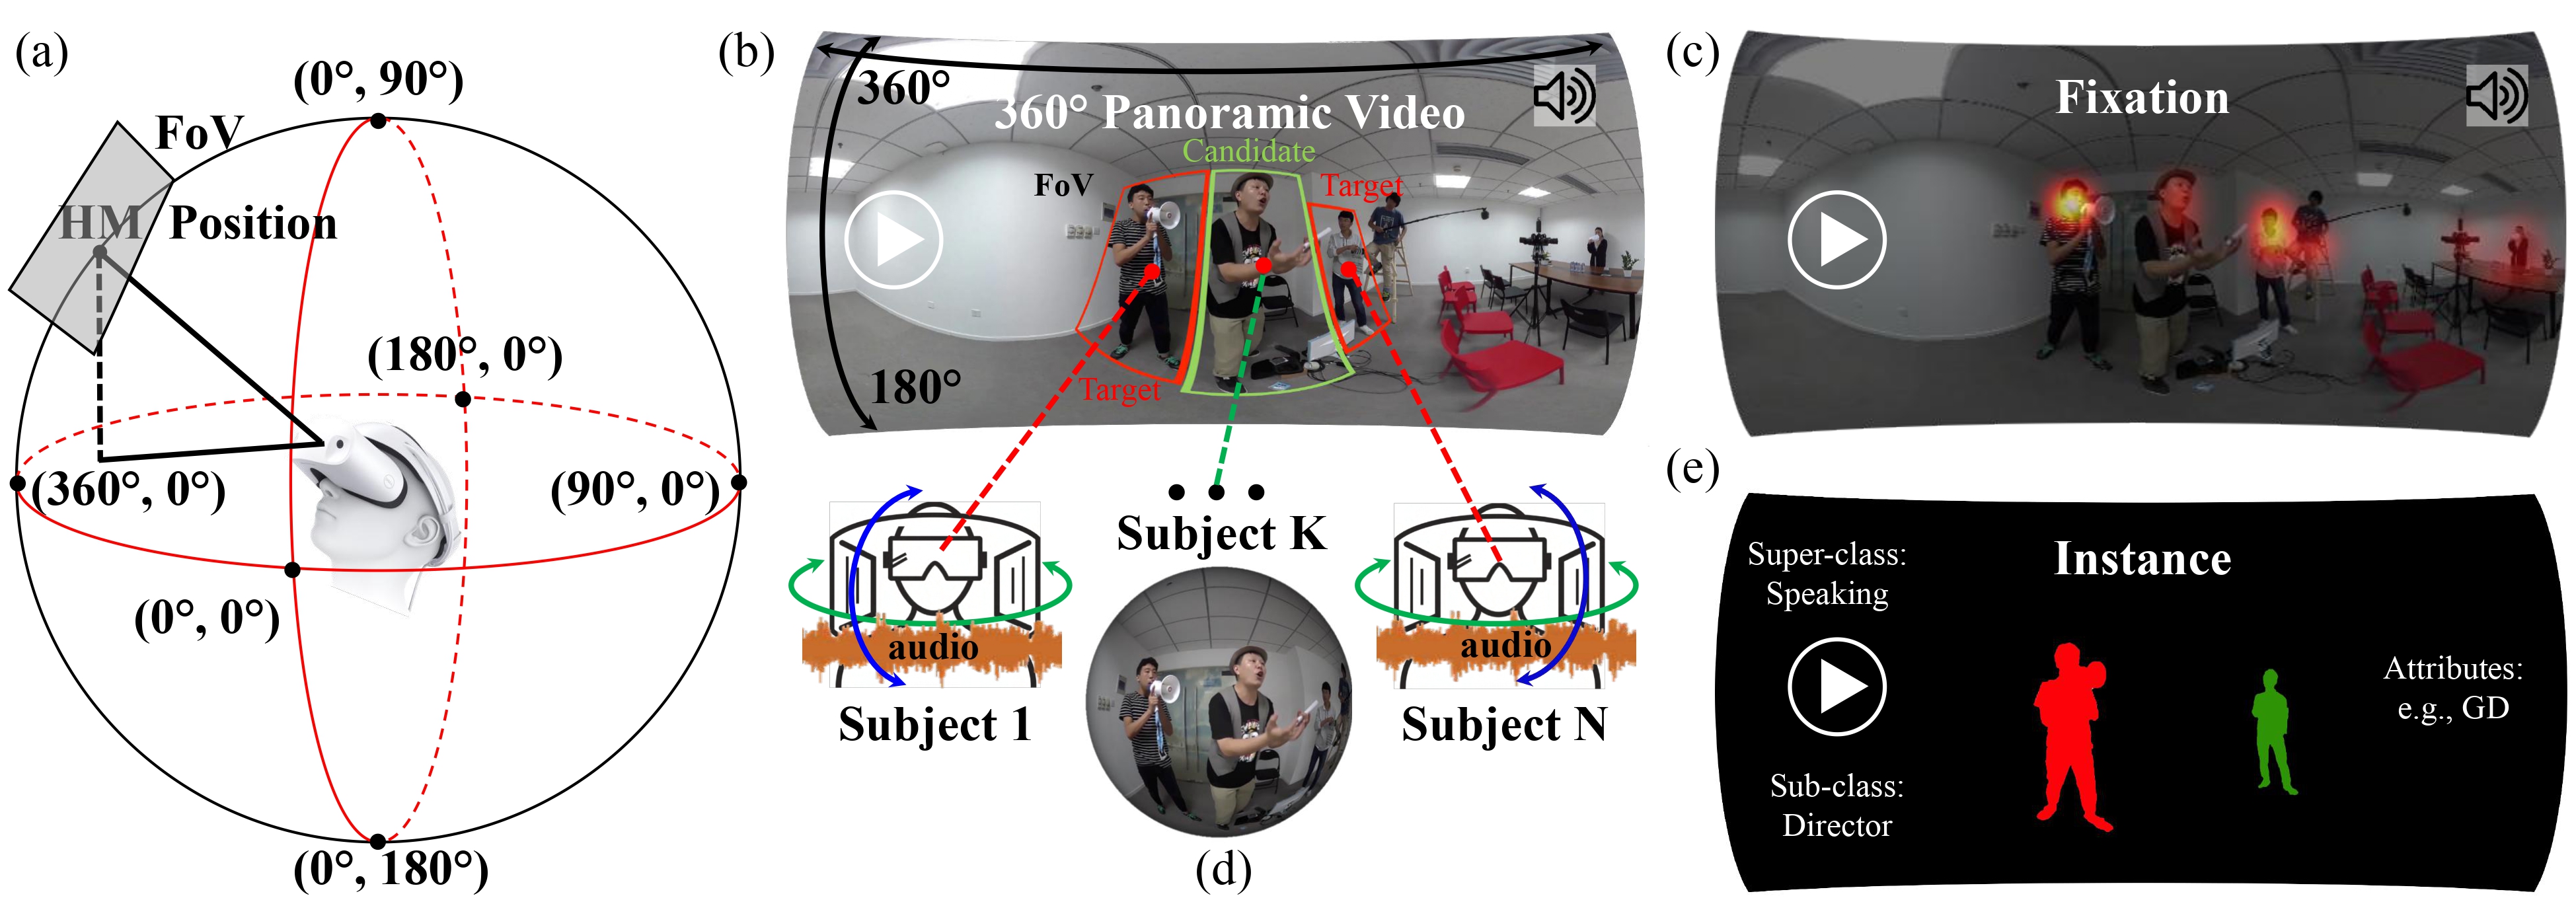 (a)
(0°, 90°)
FoV
HM Position
(180°, 0°)
(360°, 0°)
(90°, 0°)
(0°, 0°)
(0°, 180°)
(b)
360°
360° Panoramic Video
Candidate
FoV
Target
180°
Target
Subject K
audio
audio
Subject 1
Subject N
(d)
(c)
Fixation
(e)
Super-class:
Speaking
Instance
Attributes:
e.g., GD
Sub-class:
Director